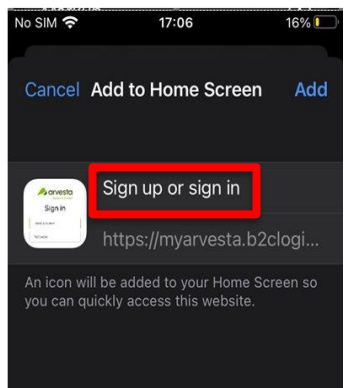 No SIM 17:06 16%
Cancel Add to Home Screen Add
arvesta
Sign in
Sign up or sign in
https://myarvesta.b2clogi...
An icon will be added to your Home Screen so
you can quickly access this website.